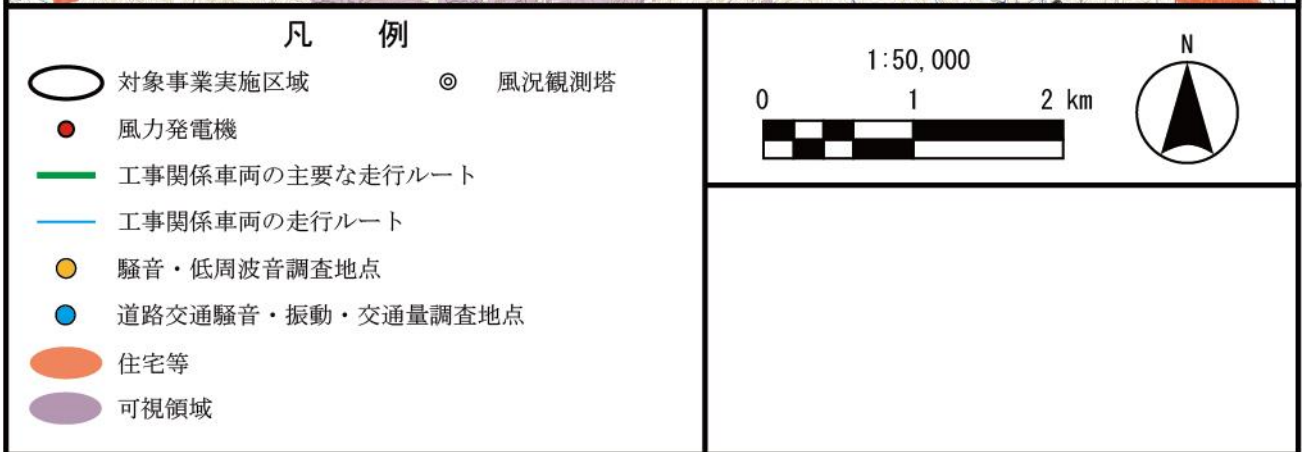 凡 例
対象事業実施区域 風況観測塔
風力発電機
工事関係車両の主要な走行ルート
工事関係車両の走行ルート
騒音・低周波音調査地点
道路交通騒音・振動・交通量調査地点
住宅等
可視領域
1:50,000
0 1 2 km
N